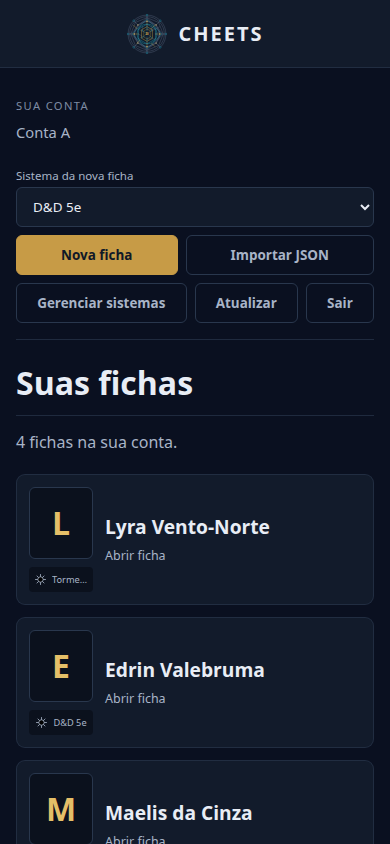 CHEETS
SUA CONTA
Conta A
Sistema da nova ficha
D&D 5e
Nova ficha
Importar JSON
Gerenciar sistemas
Atualizar
Sair
Suas fichas
4 fichas na sua conta.
L
Lyra Vento-Norte
Abrir ficha
Torme...
E
Edrin Valebruma
Abrir ficha
D&D 5e
M
Maelis da Cinza
Abrir ficha